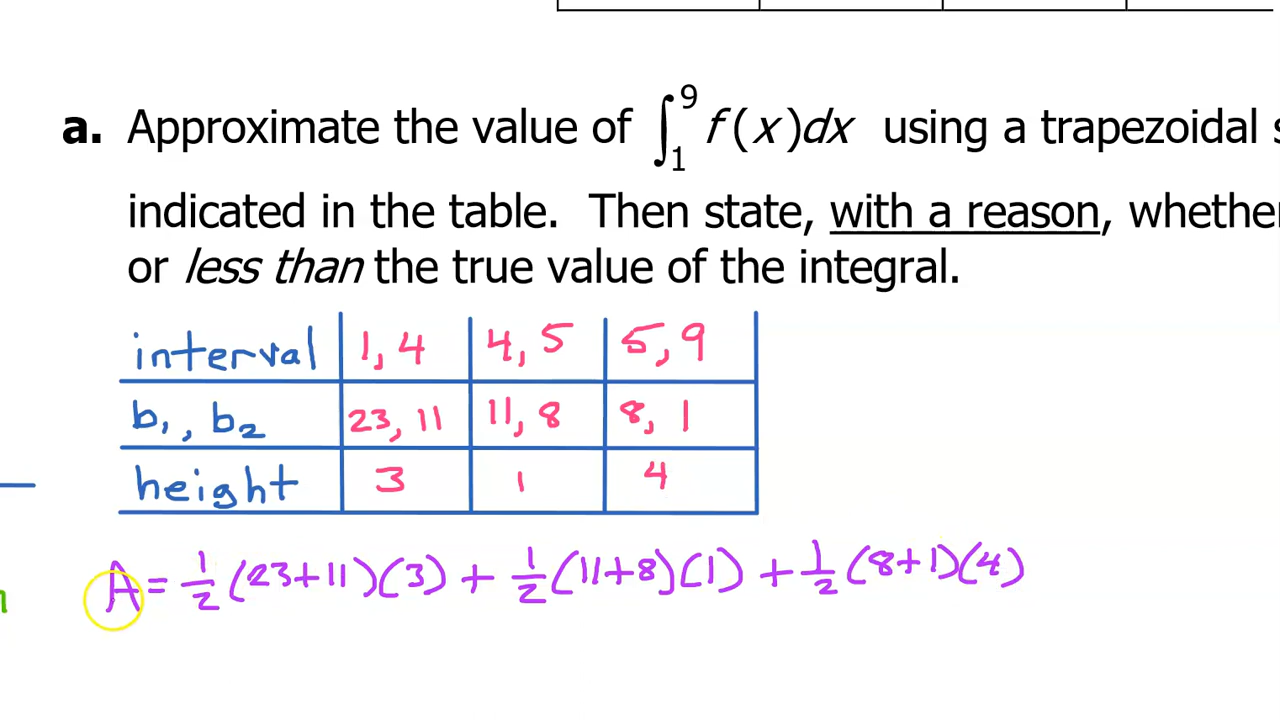 a. Approximate the value of ∫₁⁹ f(x)dx using a trapezoidal
indicated in the table. Then state, with a reason, whether
or less than the true value of the integral.
interval 1, 4 4, 5 5, 9
b₁, b₂ 23, 11 11, 8 8, 1
height 3 1 4
A = 1/2 (23+11)(3) + 1/2 (11+8)(1) + 1/2 (8+1)(4)